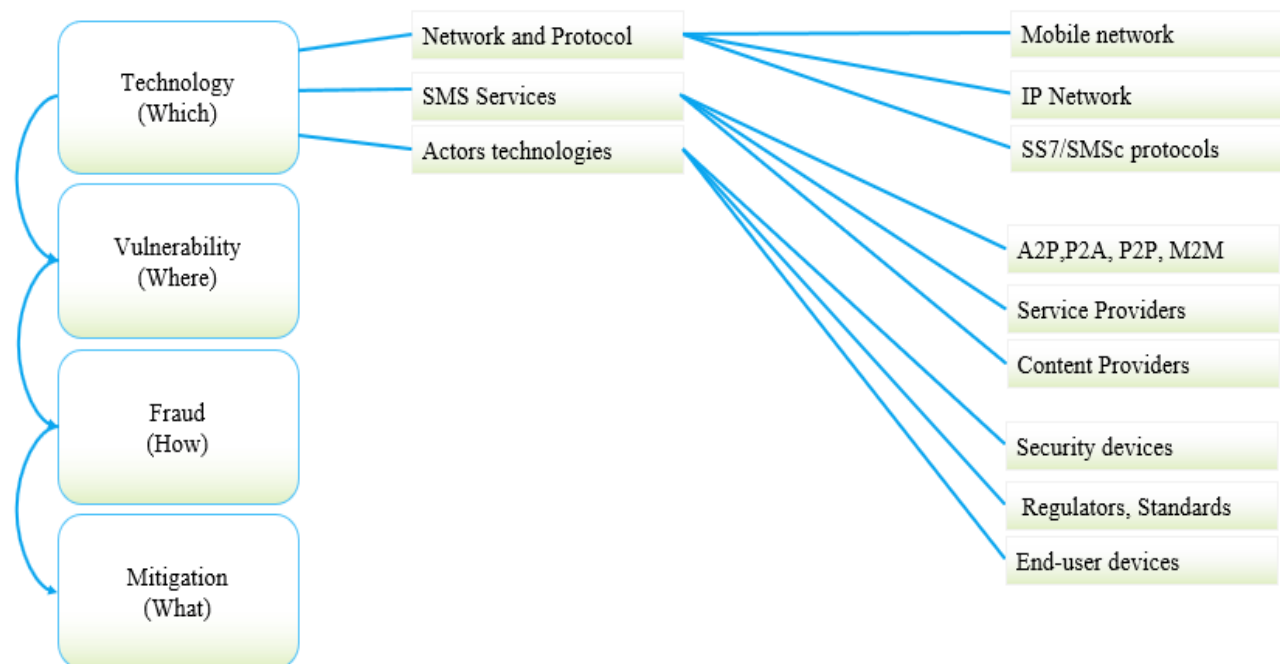 Technology
(Which)
Vulnerability
(Where)
Fraud
(How)
Mitigation
(What)
Network and Protocol
SMS Services
Actors technologies
Mobile network
IP Network
SS7/SMSc protocols
A2P,P2A, P2P, M2M
Service Providers
Content Providers
Security devices
Regulators, Standards
End-user devices